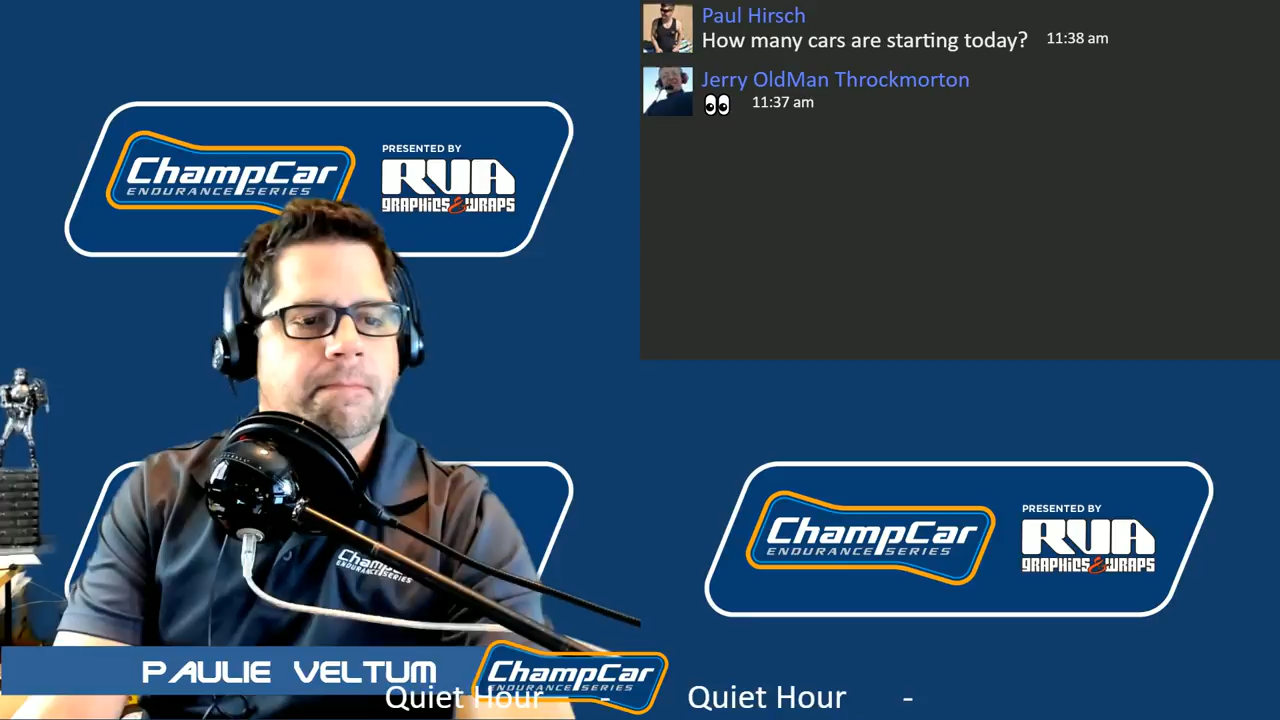 Paul Hirsch
How many cars are starting today? 11:38 am
Jerry OldMan Throckmorton
👀 11:37 am
ChampCar
ENDURANCE SERIES
PRESENTED BY
RVA
GRAPHICS & WRAPS
Champ
SERIES
ChampCar
ENDURANCE SERIES
PRESENTED BY
RVA
GRAPHICS & WRAPS
PAULIE VELTUM
ChampCar
ENDURANCE SERIES
Quiet Hour - Quiet Hour -